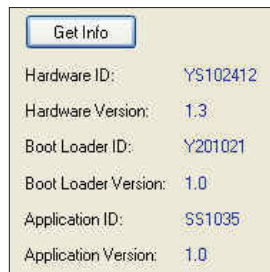 Get Info
Hardware ID: YS102412
Hardware Version: 1.3
Boot Loader ID: Y201021
Boot Loader Version: 1.0
Application ID: SS1035
Application Version: 1.0